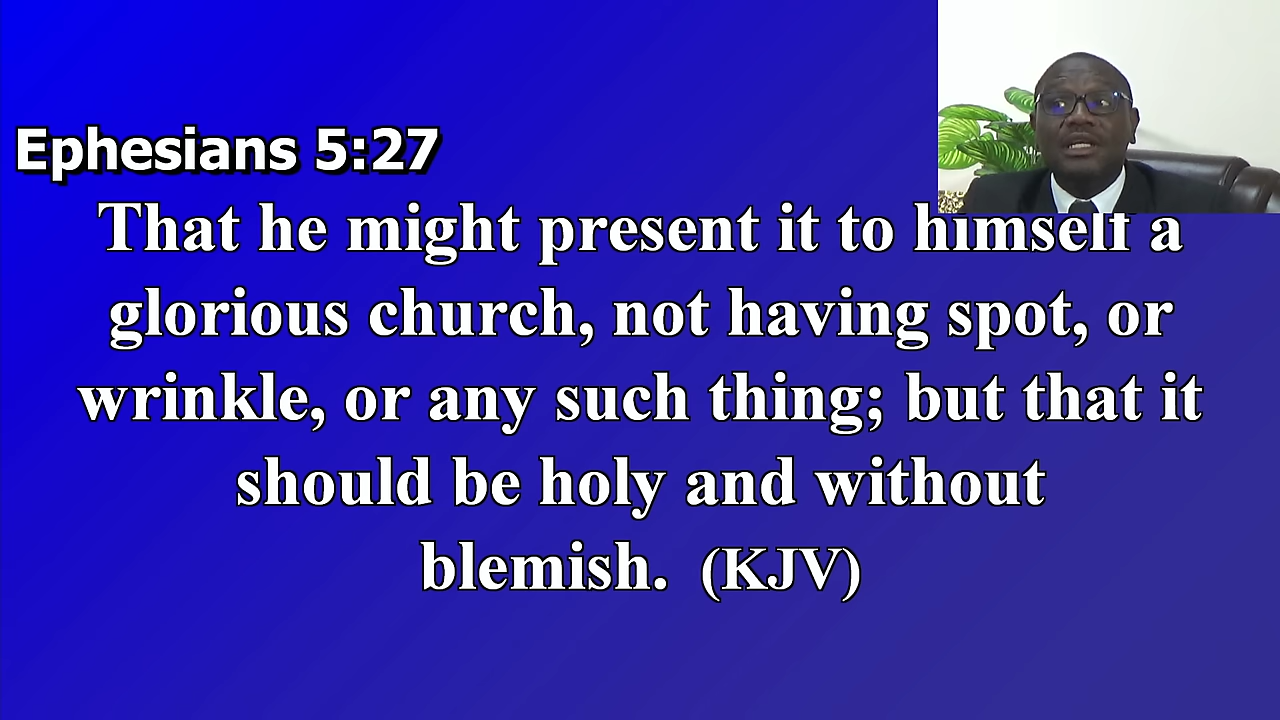 Ephesians 5:27
That he might present it to himself a
glorious church, not having spot, or
wrinkle, or any such thing; but that it
should be holy and without
blemish. (KJV)